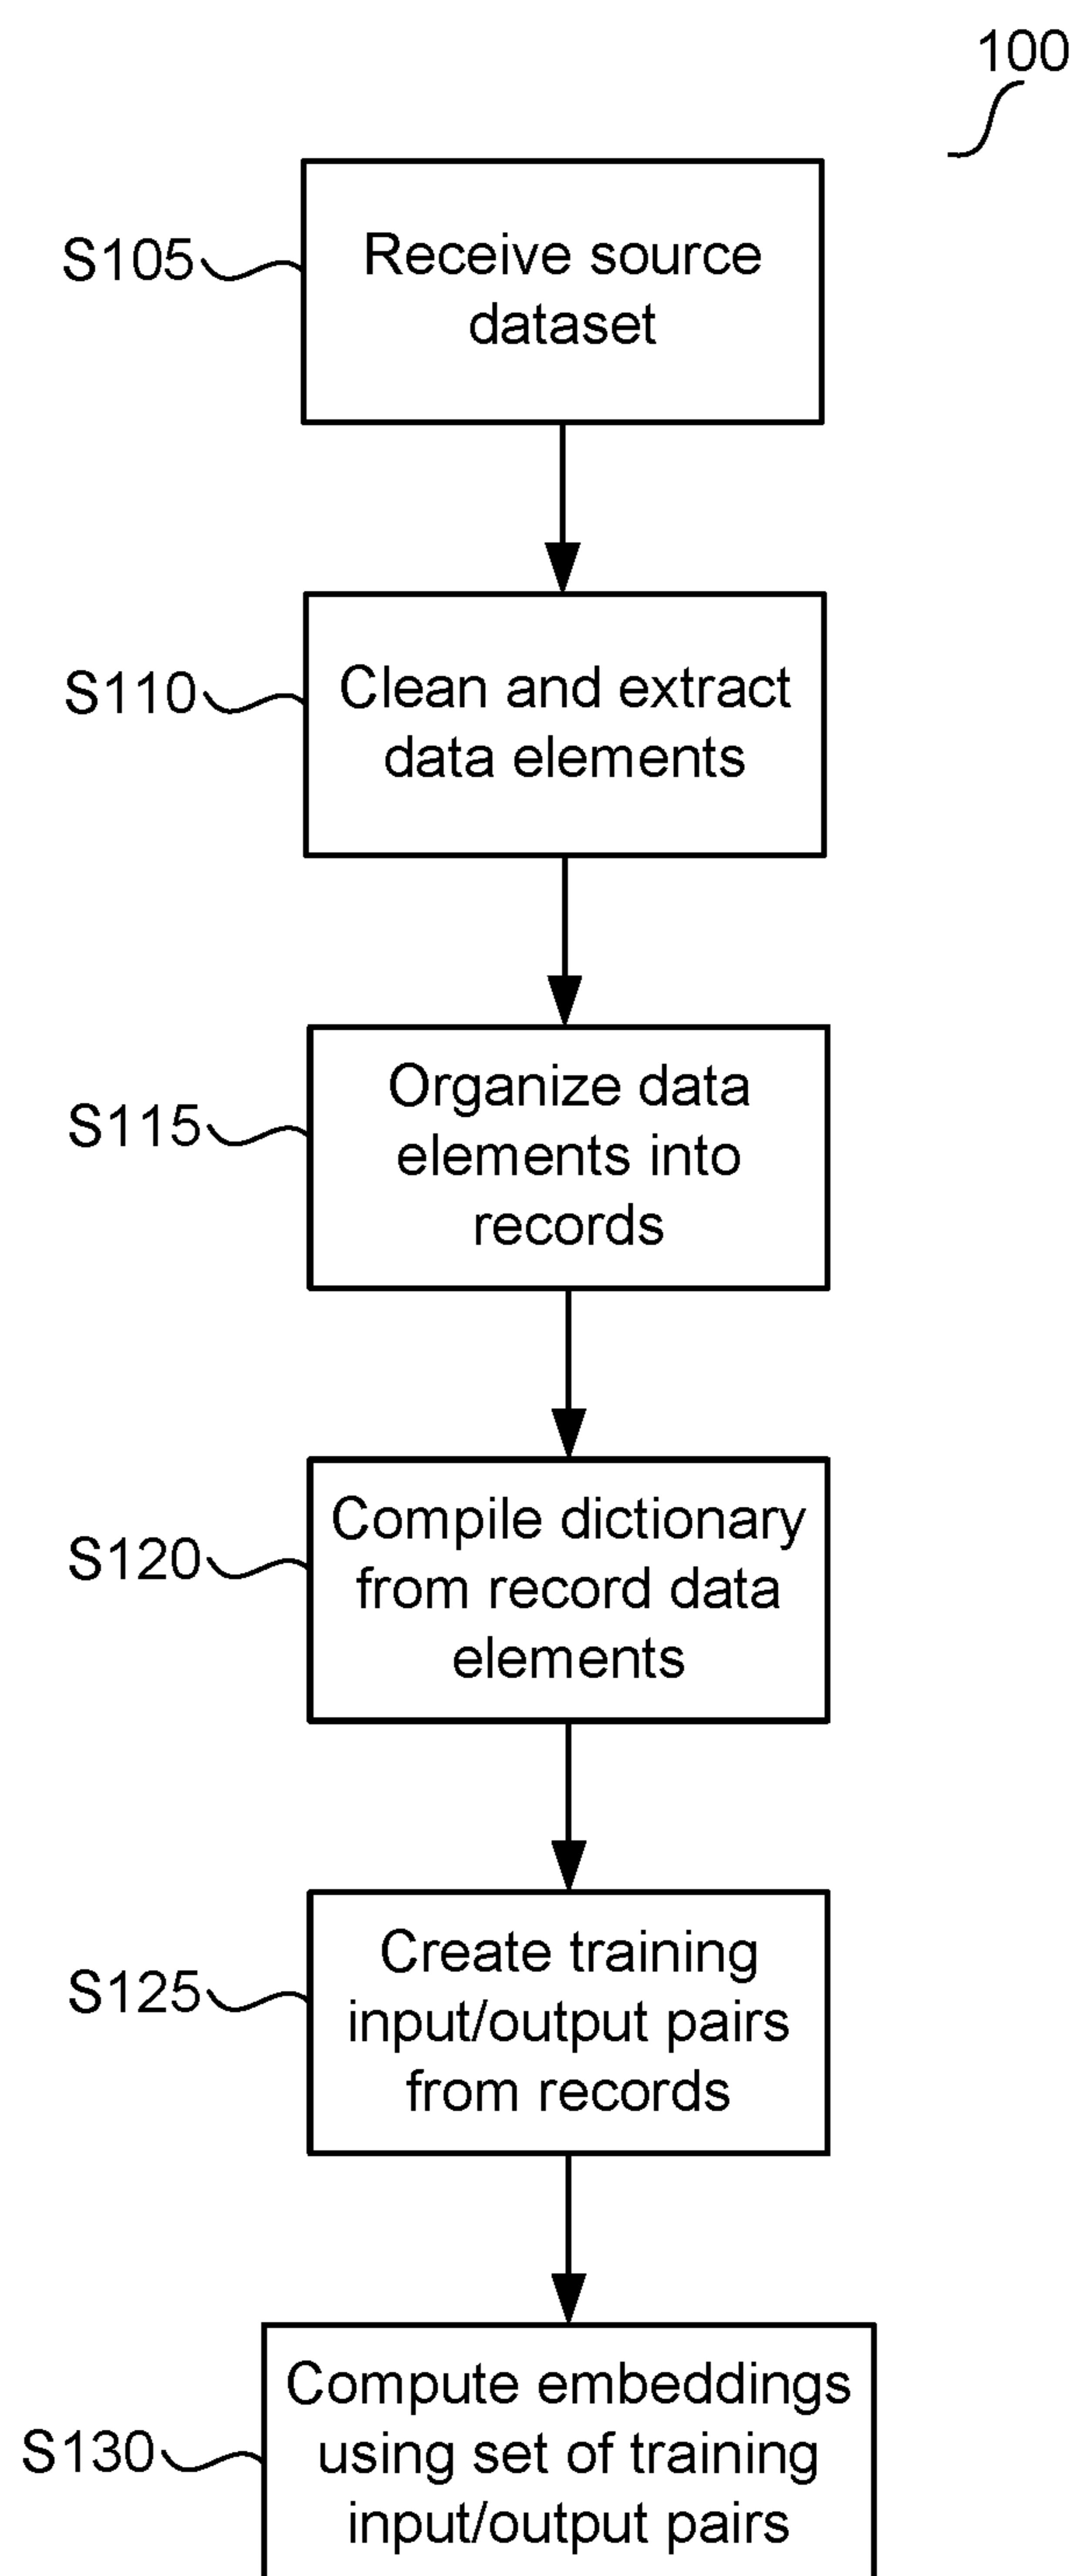 100
S105
Receive source
dataset
S110
Clean and extract
data elements
S115
Organize data
elements into
records
S120
Compile dictionary
from record data
elements
S125
Create training
input/output pairs
from records
S130
Compute embeddings
using set of training
input/output pairs